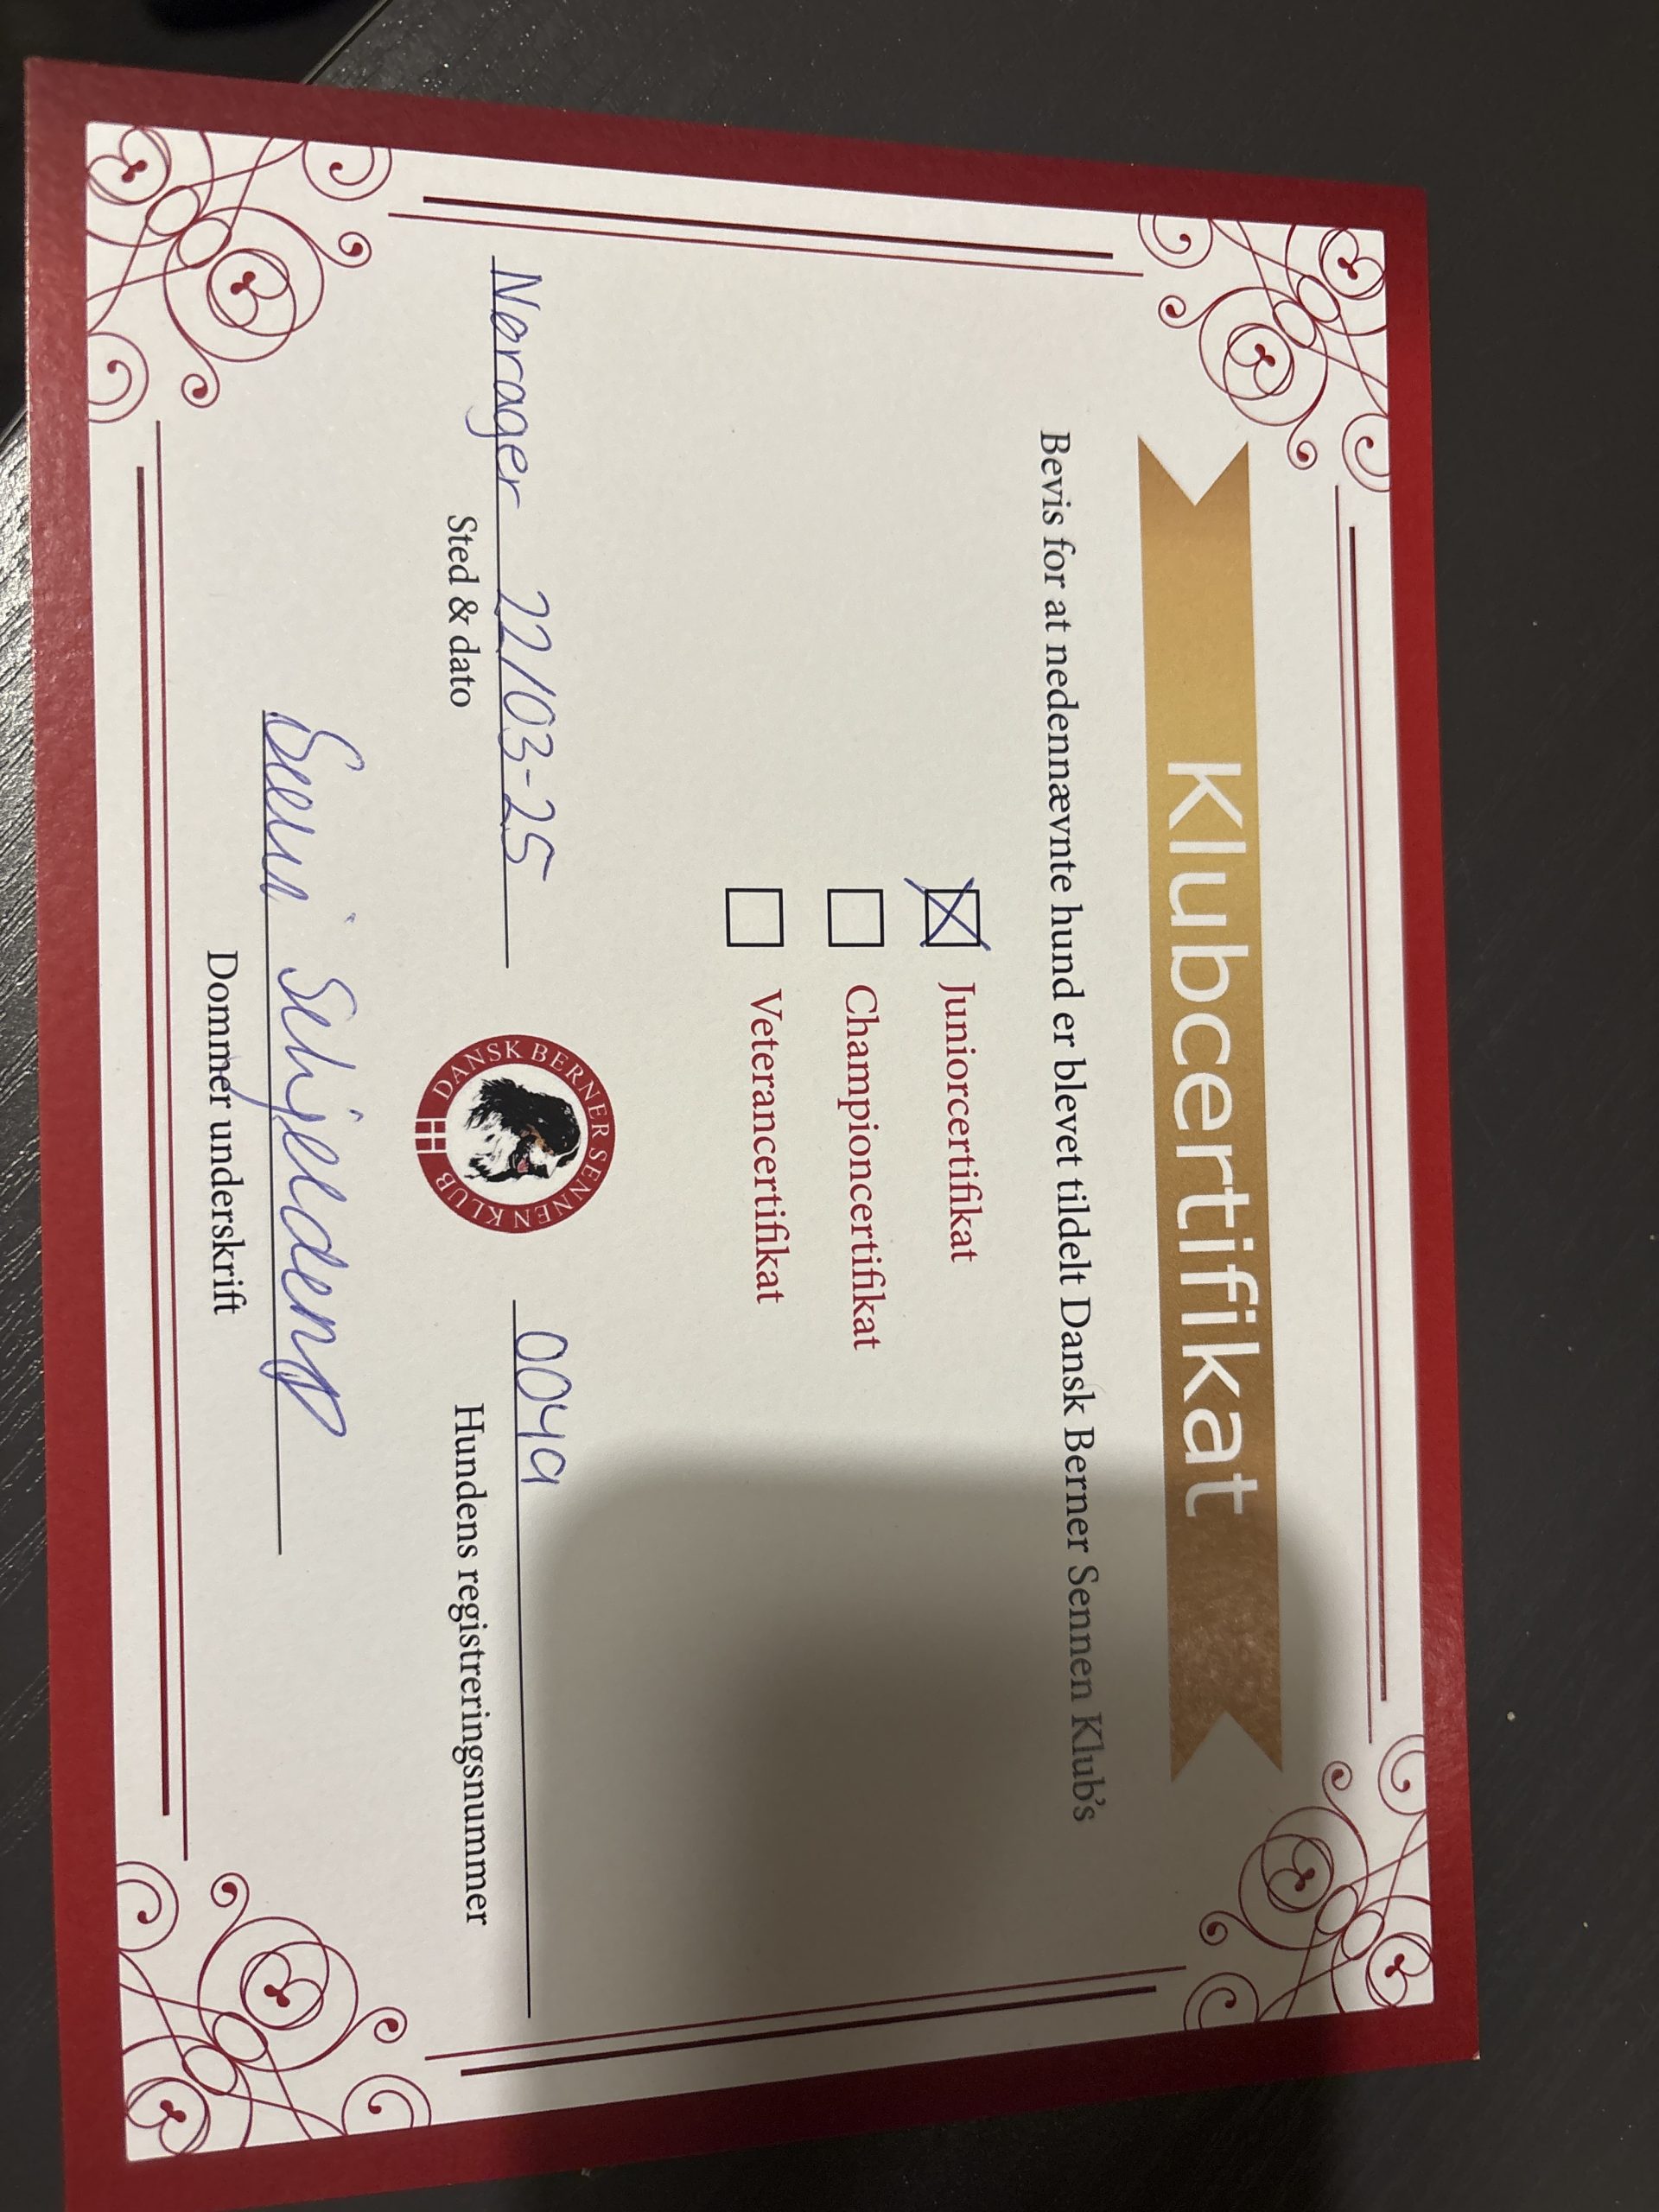 Klubcertifikat
Bevis for at nedennævnte hund er blevet tildelt Dansk Berner Sennen Klub's
Juniorcertifikat
Championcertifikat
Veterancertifikat
Nørager 22/03-25
Sted & dato
DANSK BERNER SENNEN KLUB
0049
Hundens registreringsnummer
Dommer underskrift